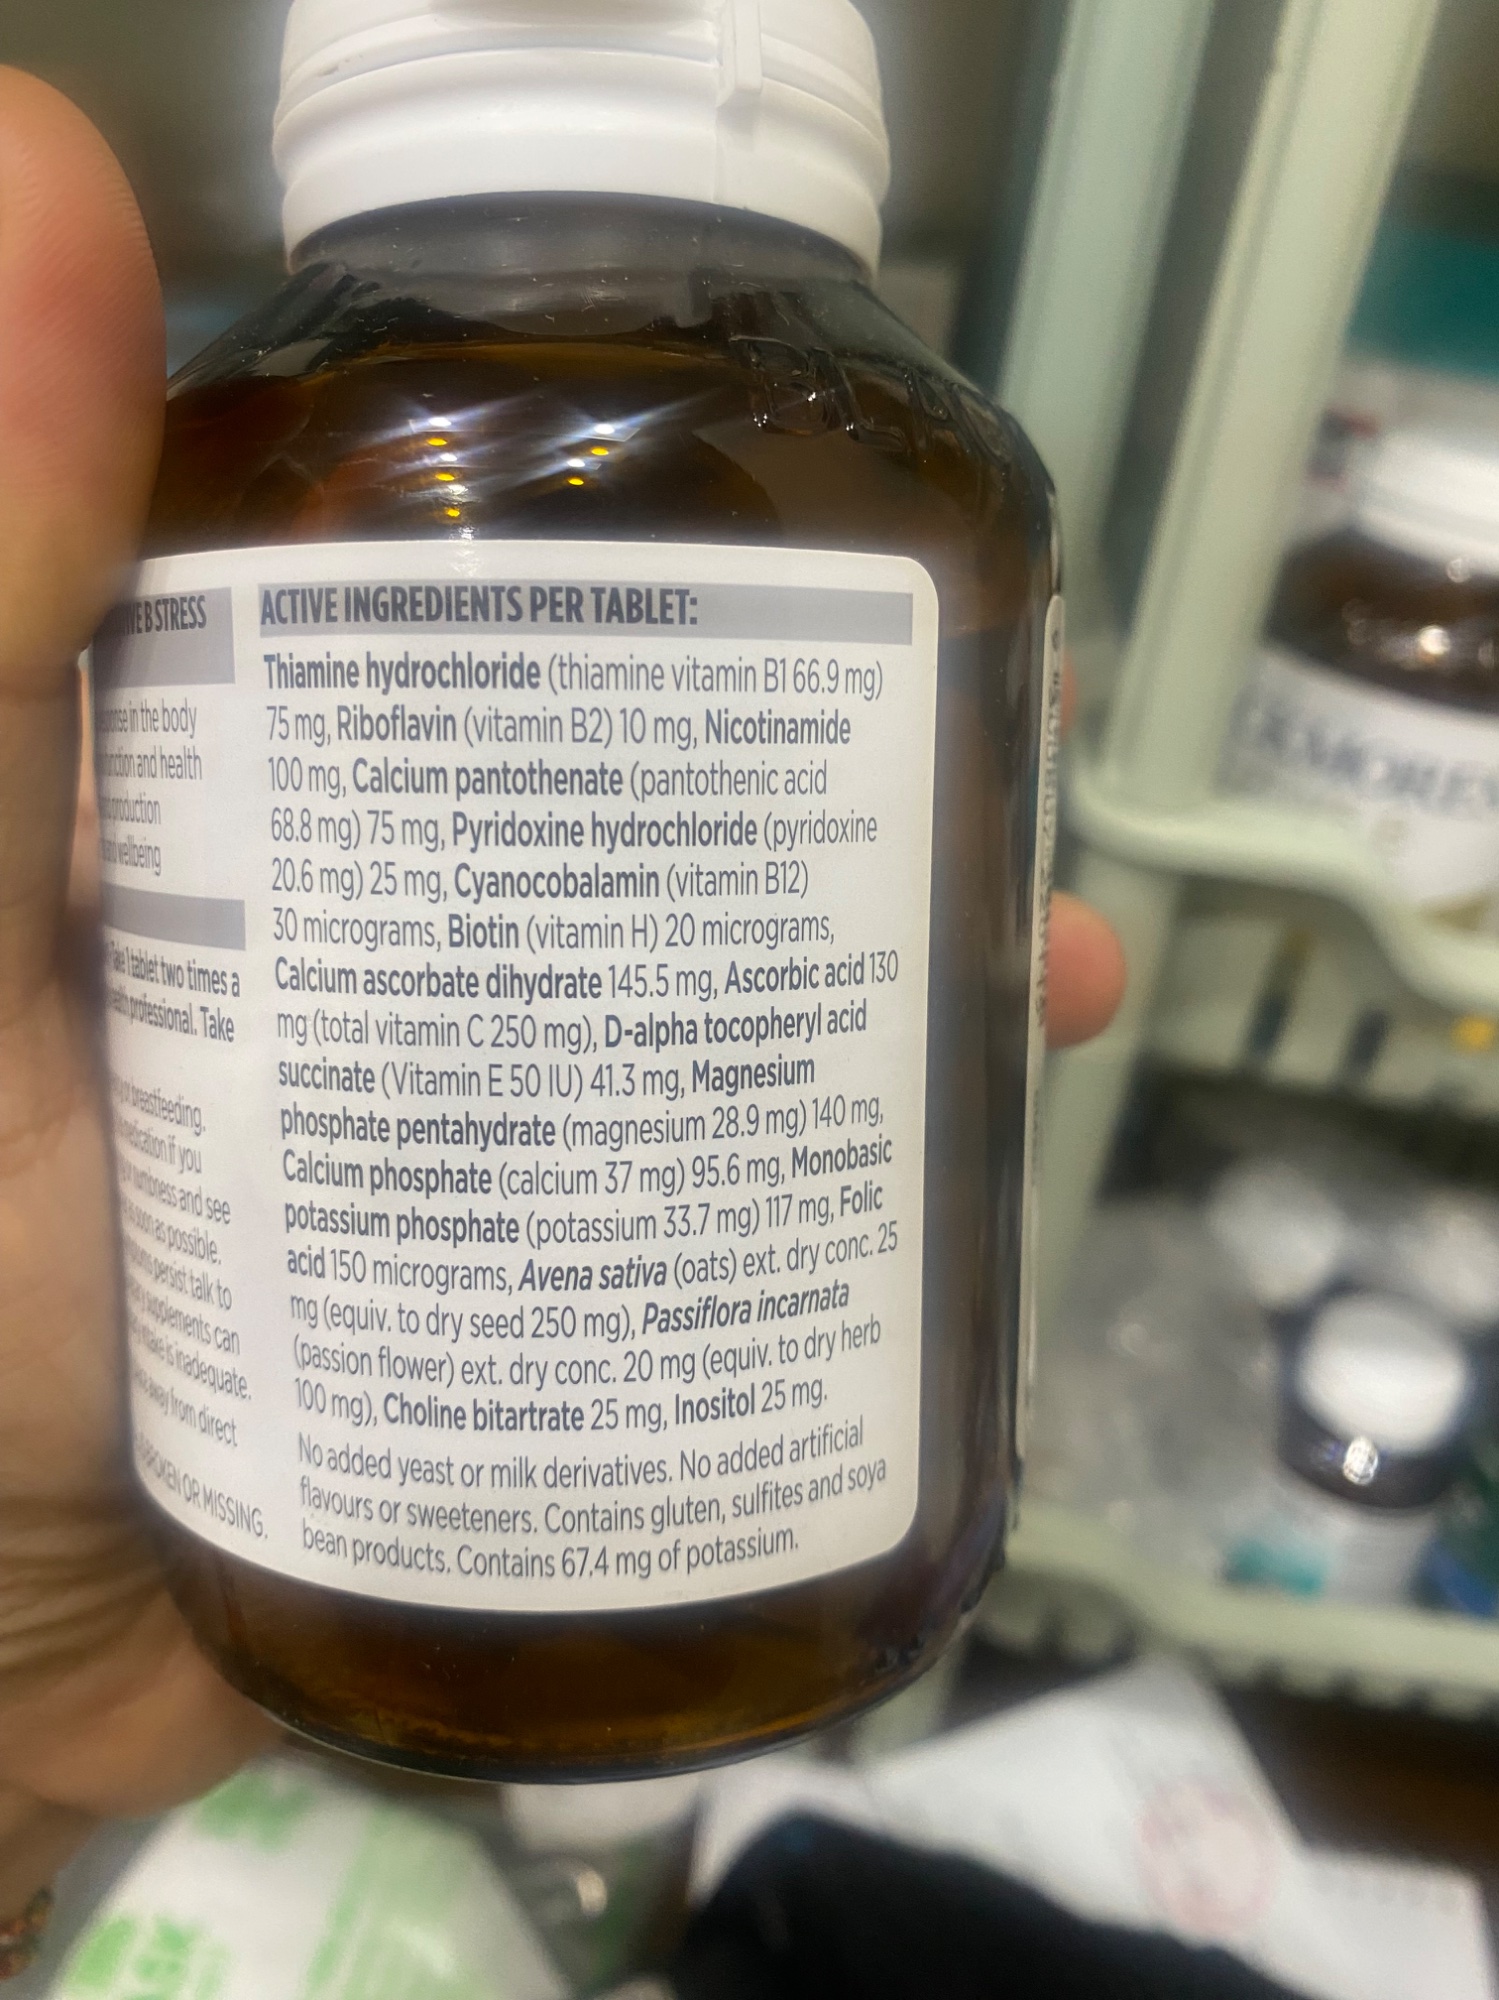 B STRESS
in the body
and health
production
wellbeing
1 tablet two times a
health professional. Take
breastfeeding.
medication if you
numbness and see
as soon as possible.
persist talk to
supplements can
intake is inadequate.
away from direct
BROKEN OR MISSING.
ACTIVE INGREDIENTS PER TABLET:
Thiamine hydrochloride (thiamine vitamin B1 66.9 mg)
75 mg, Riboflavin (vitamin B2) 10 mg, Nicotinamide
100 mg, Calcium pantothenate (pantothenic acid
68.8 mg) 75 mg, Pyridoxine hydrochloride (pyridoxine
20.6 mg) 25 mg, Cyanocobalamin (vitamin B12)
30 micrograms, Biotin (vitamin H) 20 micrograms,
Calcium ascorbate dihydrate 145.5 mg, Ascorbic acid 130
mg (total vitamin C 250 mg), D-alpha tocopheryl acid
succinate (Vitamin E 50 IU) 41.3 mg, Magnesium
phosphate pentahydrate (magnesium 28.9 mg) 140 mg,
Calcium phosphate (calcium 37 mg) 95.6 mg, Monobasic
potassium phosphate (potassium 33.7 mg) 117 mg, Folic
acid 150 micrograms, Avena sativa (oats) ext. dry conc. 25
mg (equiv. to dry seed 250 mg), Passiflora incarnata
(passion flower) ext. dry conc. 20 mg (equiv. to dry herb
100 mg), Choline bitartrate 25 mg, Inositol 25 mg.
No added yeast or milk derivatives. No added artificial
flavours or sweeteners. Contains gluten, sulfites and soya
bean products. Contains 67.4 mg of potassium.